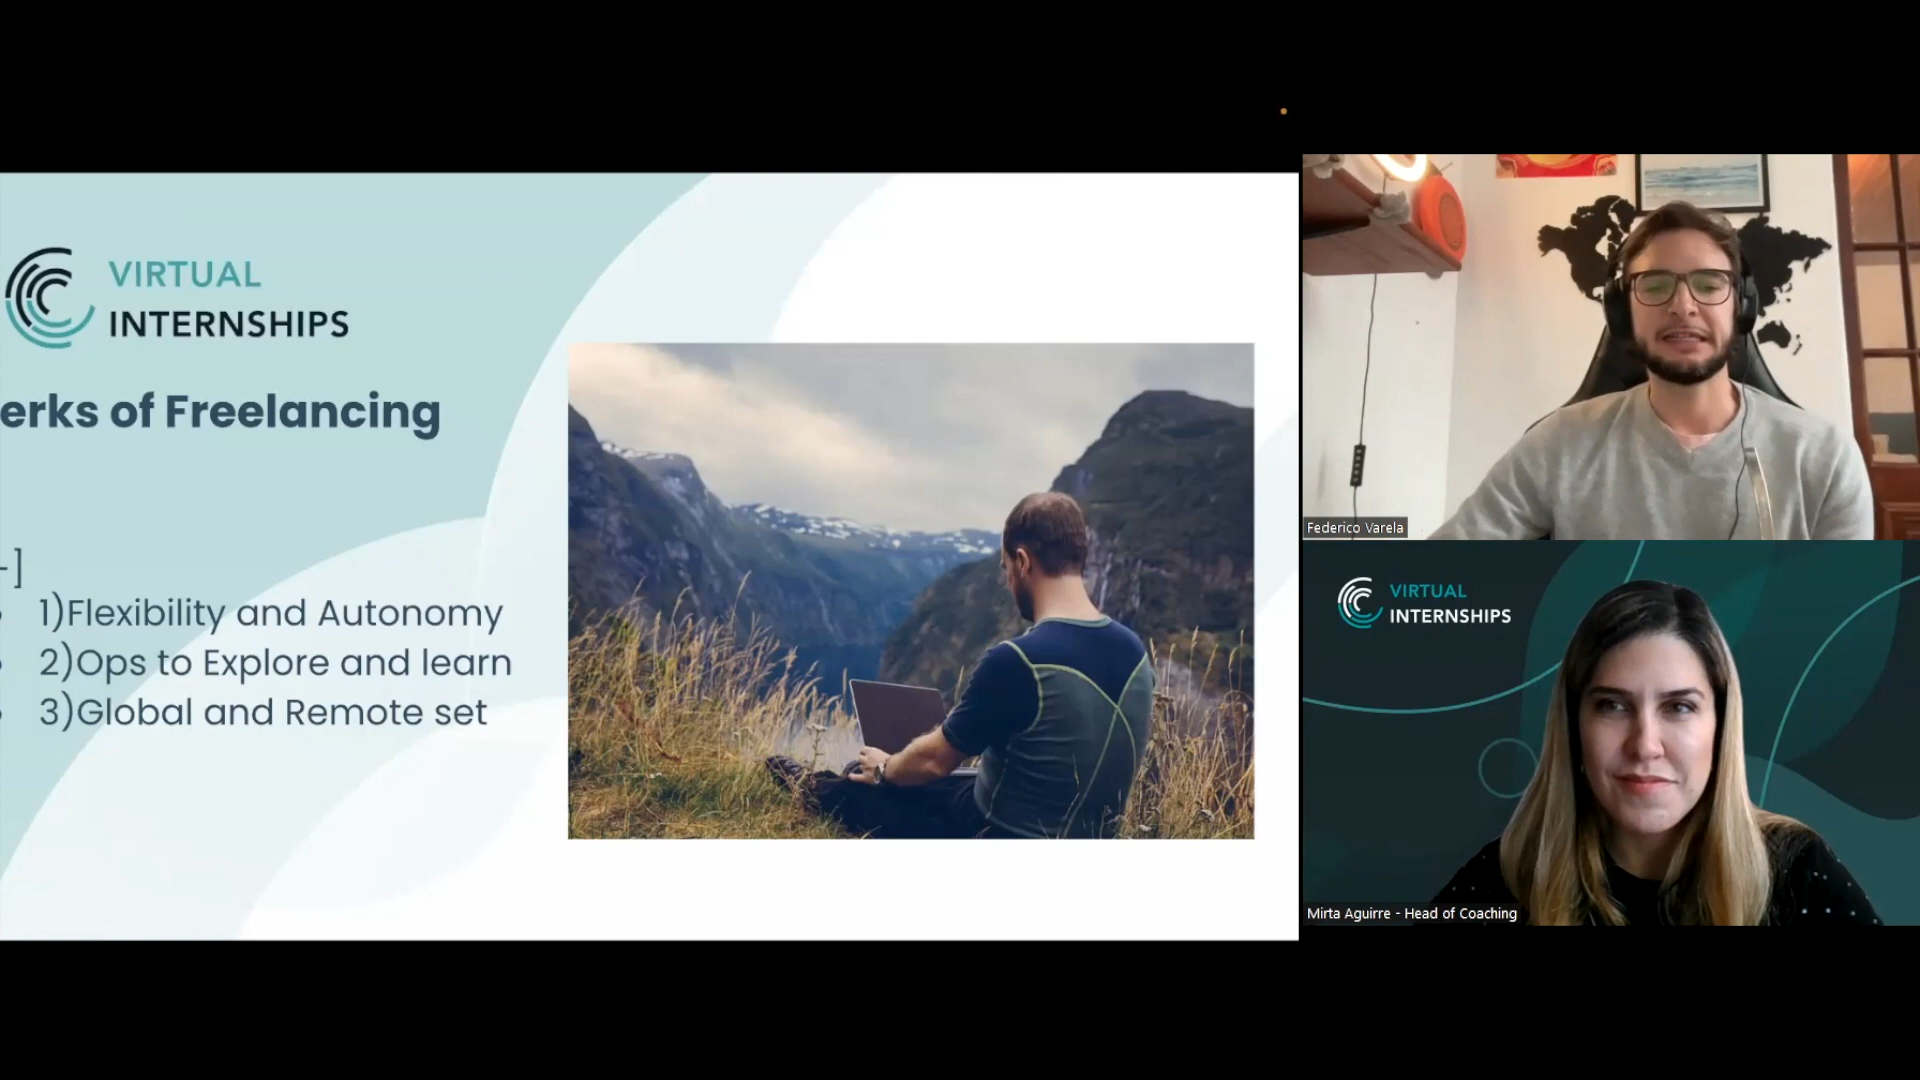 VIRTUAL
INTERNSHIPS
erks of Freelancing
-]
1)Flexibility and Autonomy
2)Ops to Explore and learn
3)Global and Remote set
Federico Varela
VIRTUAL
INTERNSHIPS
Mirta Aguirre - Head of Coaching